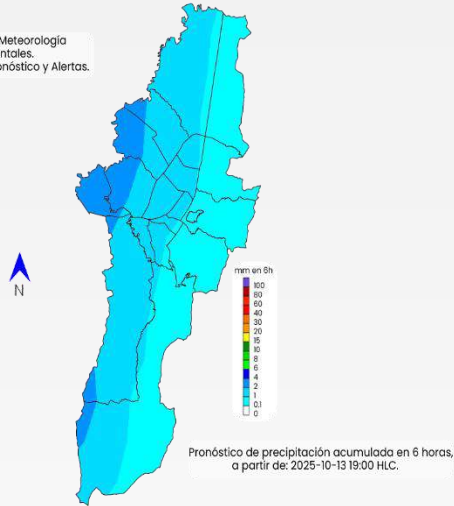 Meteorología
ntales.
onóstico y Alertas.
N
mm en 6h
100
80
60
40
30
20
15
10
8
6
4
2
1
0,1
0
Pronóstico de precipitación acumulada en 6 horas,
a partir de: 2025-10-13 19:00 HLC.